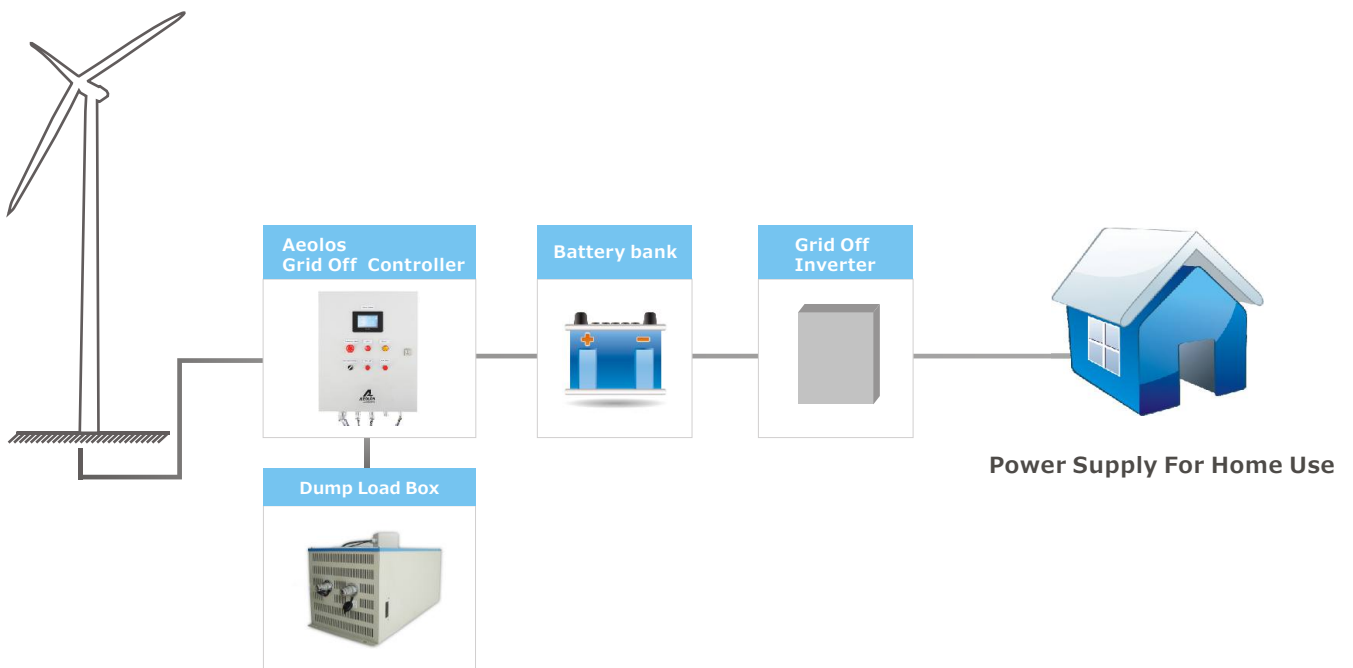 Aeolos
Grid Off Controller
Battery bank
Grid Off
Inverter
Power Supply For Home Use
Dump Load Box